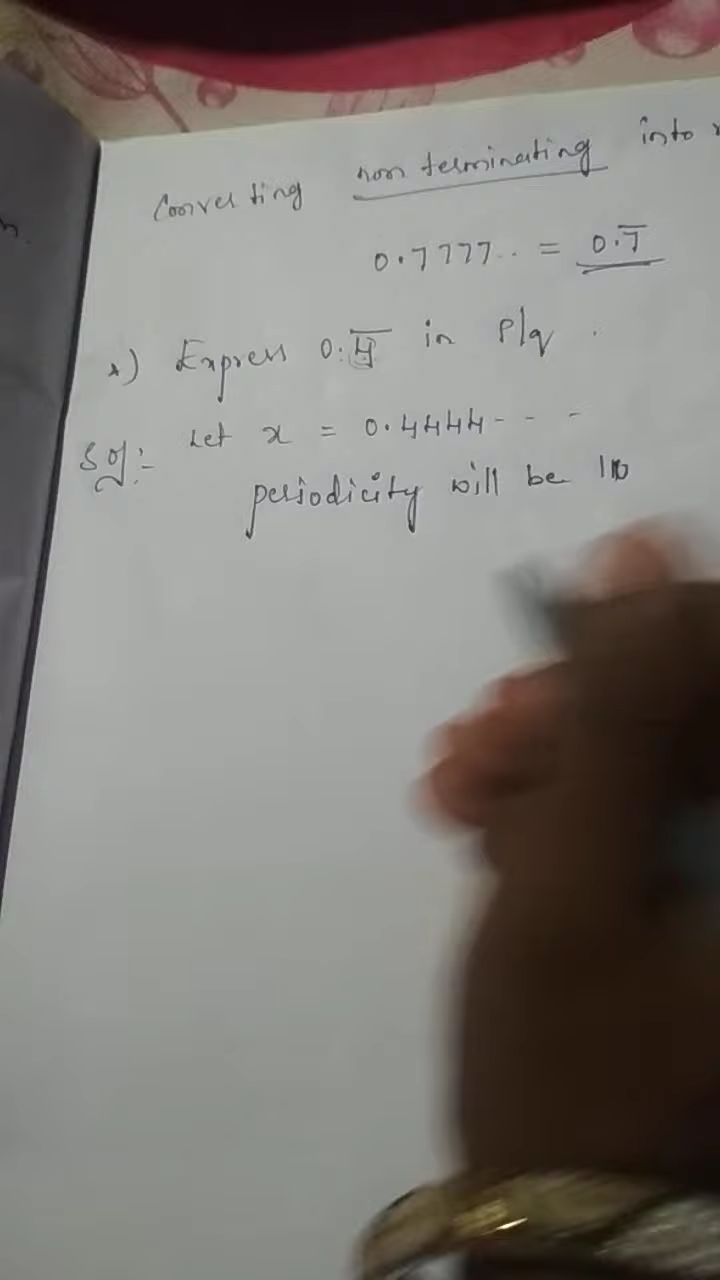 Converting non terminating into
0.7777.. = 0.7̅
*) Express 0.4̅ in P/q.
Sol:- Let x = 0.4444- - -
periodicity will be 10